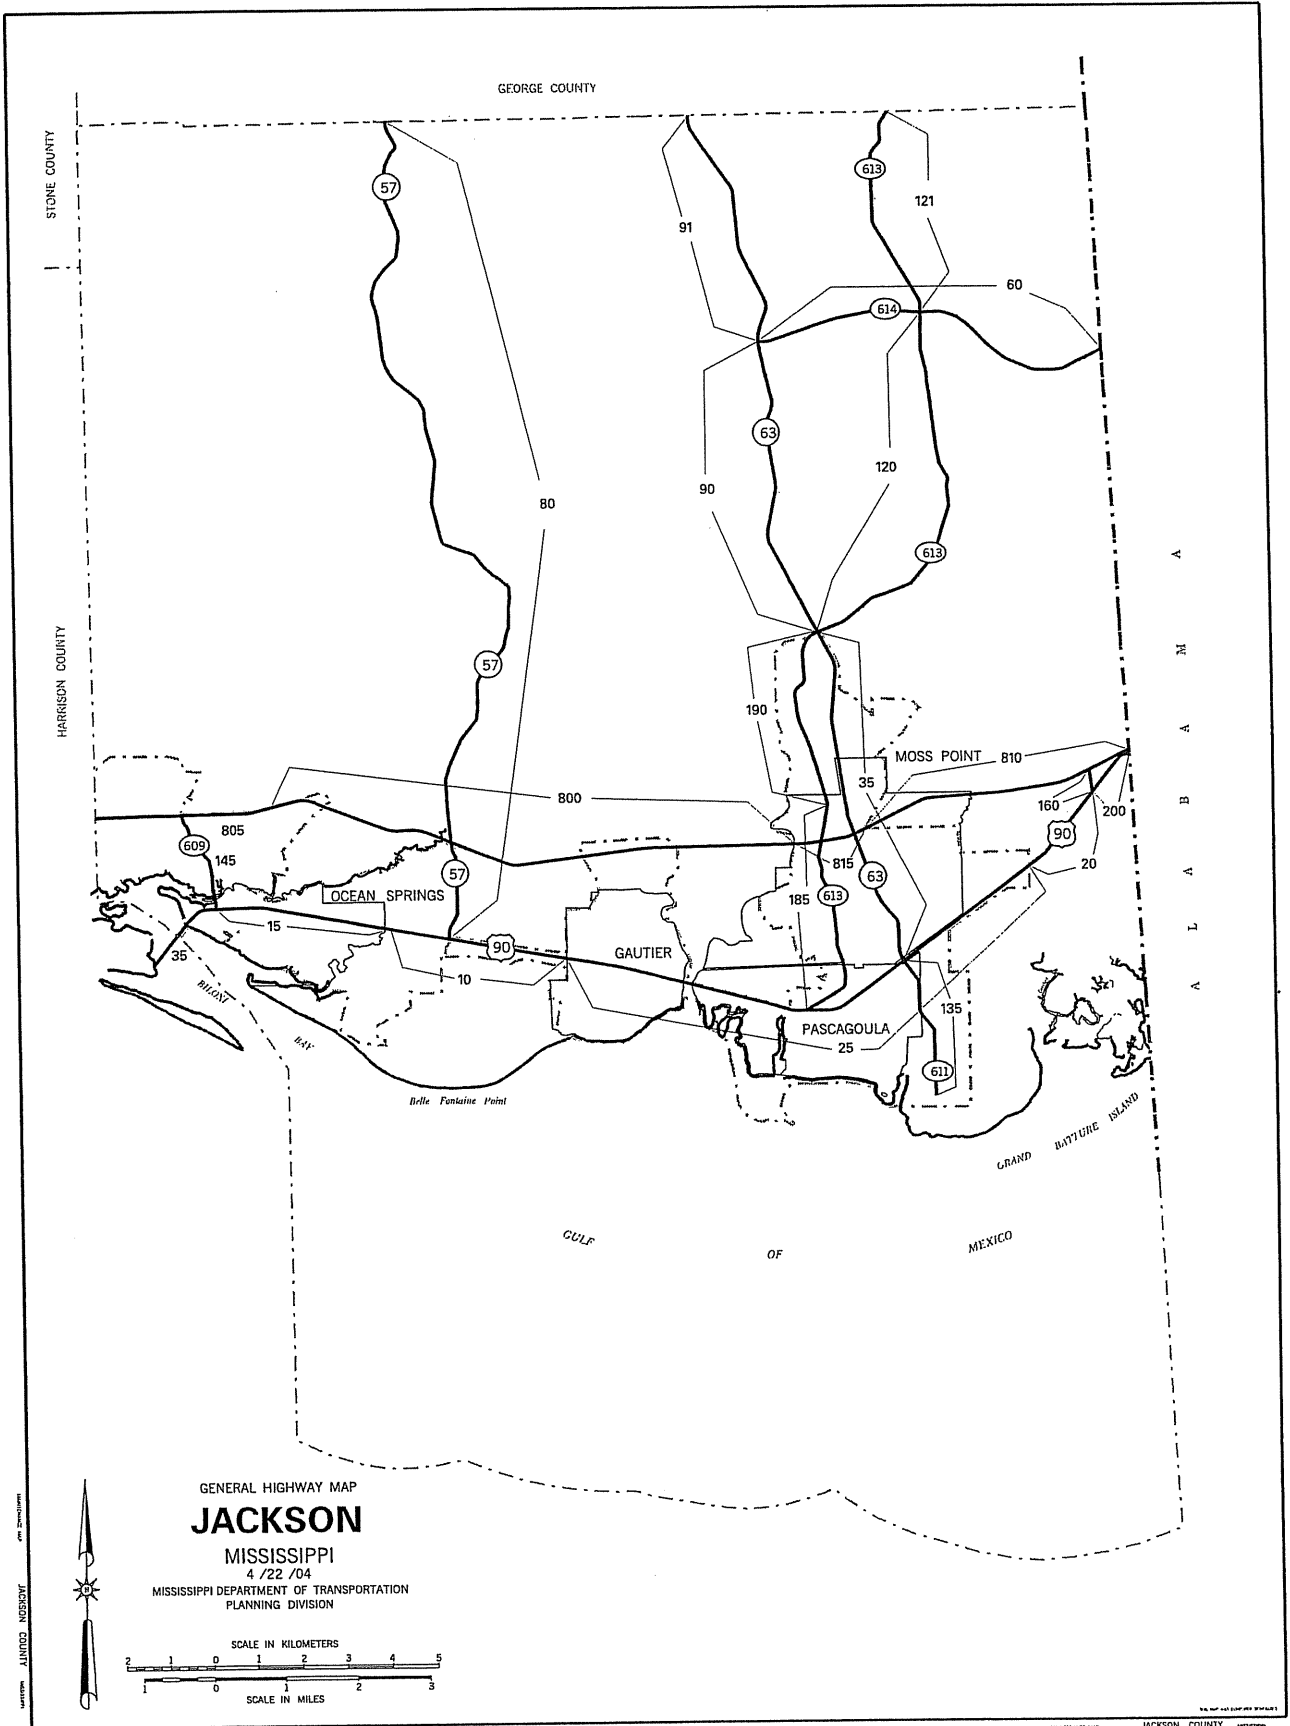 GEORGE COUNTY
STONE COUNTY
57
613
121
91
60
614
63
90
120
80
613
HARRISON COUNTY
57
A L A B A M A
190
MOSS POINT
810
35
800
160
200
805
90
609
145
815
20
57
63
OCEAN SPRINGS
185
613
15
90
GAUTIER
35
10
BILOXI
BAY
135
PASCAGOULA
25
611
Belle Fontaine Point
GRAND BATTURE ISLAND
GULF OF MEXICO
GENERAL HIGHWAY MAP
JACKSON
MISSISSIPPI
4 /22 /04
MISSISSIPPI DEPARTMENT OF TRANSPORTATION
PLANNING DIVISION
N
SCALE IN KILOMETERS
2 1 0 1 2 3 4 5
1 0 1 2 3
SCALE IN MILES
MAINTENANCE MAP
JACKSON COUNTY
JACKSON COUNTY